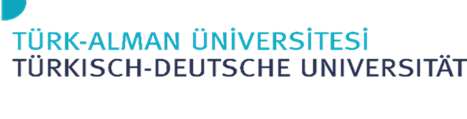 TÜRK-ALMAN ÜNİVERSİTESİ
TÜRKISCH-DEUTSCHE UNIVERSITÄT